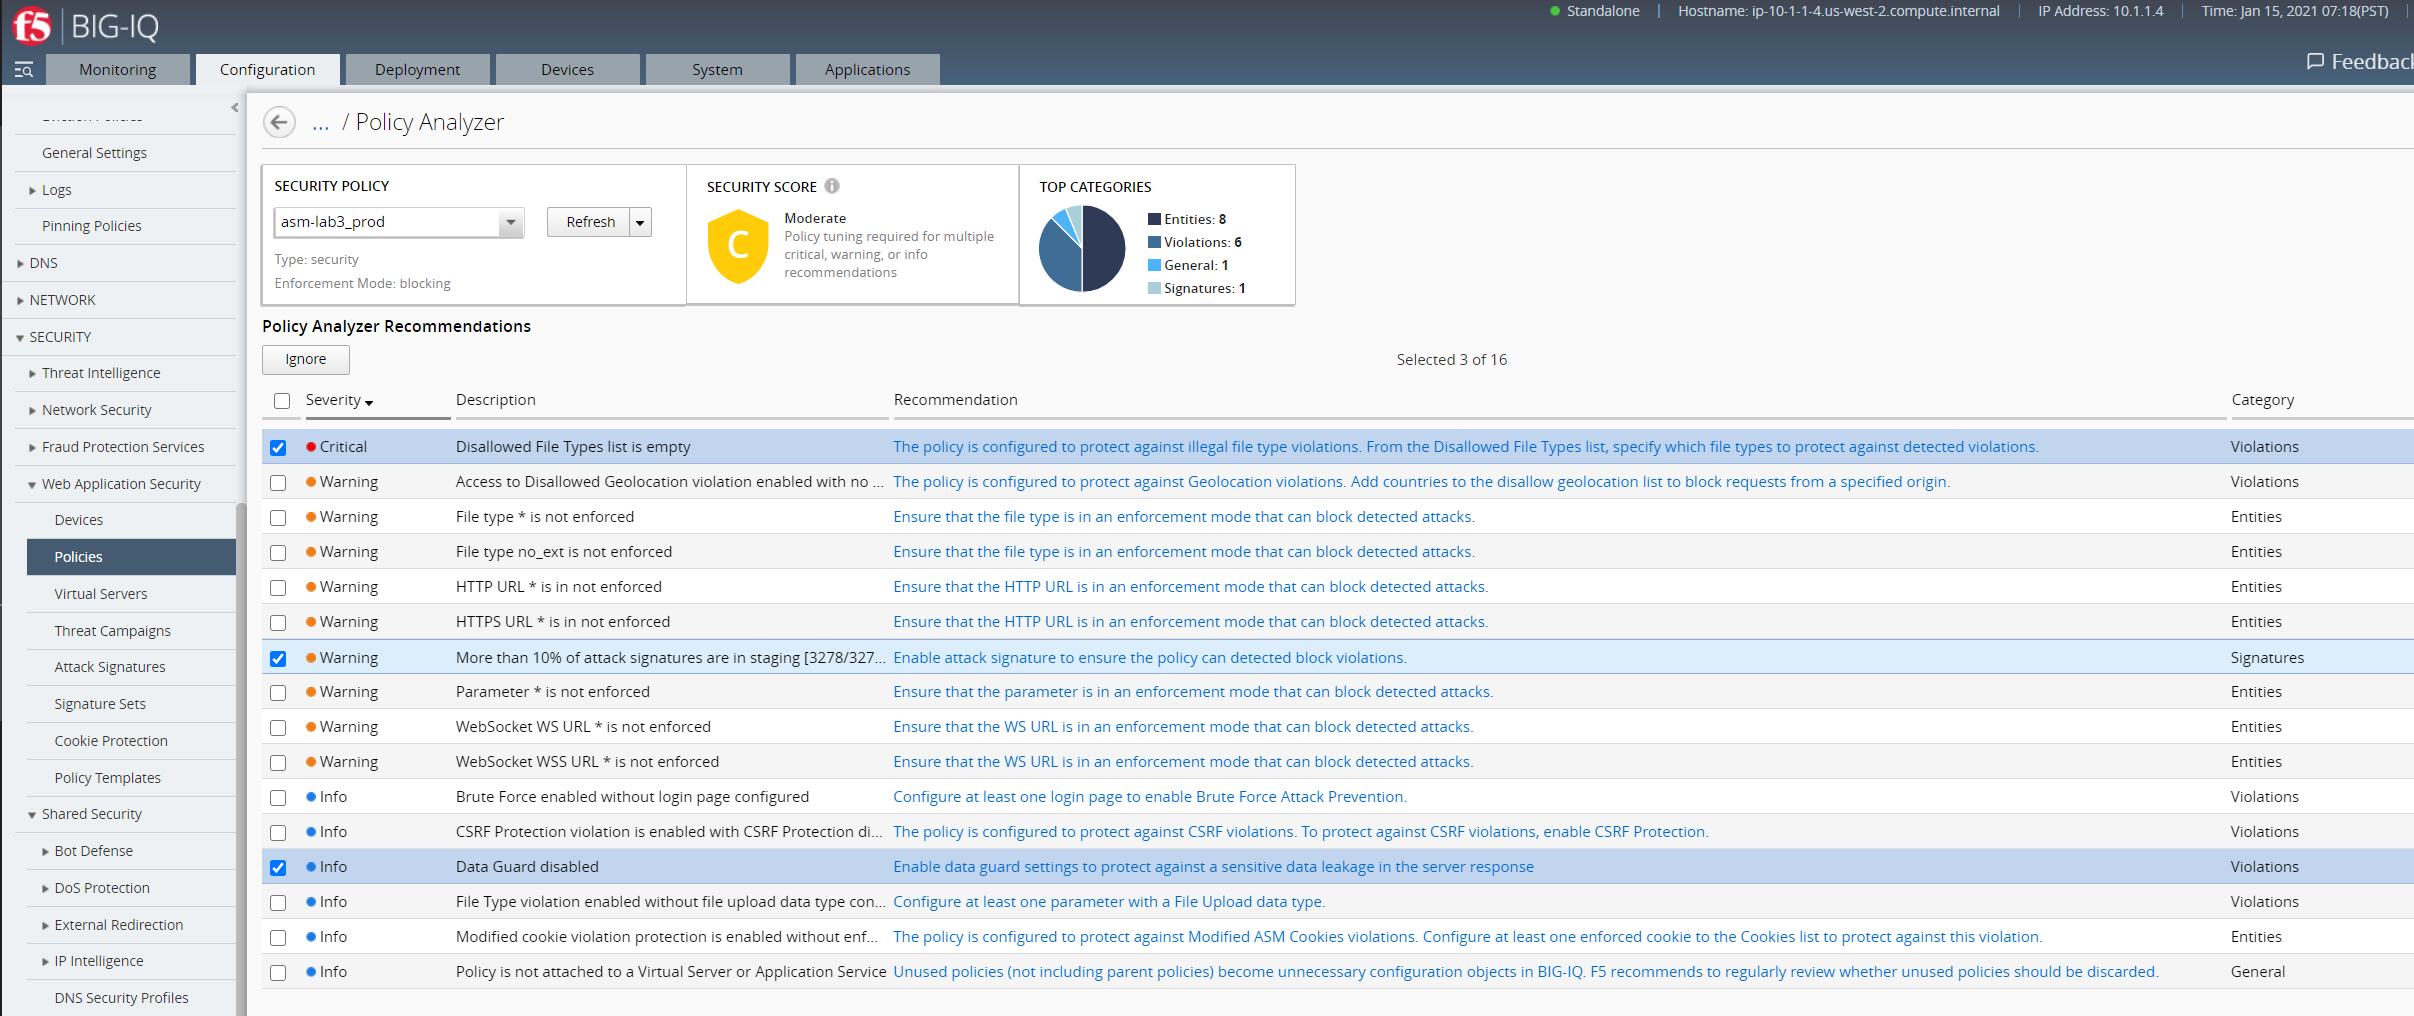 f5 BIG-IQ
Standalone | Hostname: ip-10-1-1-4.us-west-2.compute.internal | IP Address: 10.1.1.4 | Time: Jan 15, 2021 07:18(PST)
Monitoring Configuration Deployment Devices System Applications
Feedback
General Settings
Logs
Pinning Policies
DNS
NETWORK
SECURITY
Threat Intelligence
Network Security
Fraud Protection Services
Web Application Security
Devices
Policies
Virtual Servers
Threat Campaigns
Attack Signatures
Signature Sets
Cookie Protection
Policy Templates
Shared Security
Bot Defense
DoS Protection
External Redirection
IP Intelligence
DNS Security Profiles
... / Policy Analyzer
SECURITY POLICY
asm-lab3_prod
Refresh
Type: security
Enforcement Mode: blocking
SECURITY SCORE
C
Moderate
Policy tuning required for multiple
critical, warning, or info
recommendations
TOP CATEGORIES
Entities: 8
Violations: 6
General: 1
Signatures: 1
Policy Analyzer Recommendations
Ignore
Selected 3 of 16
Severity Description Recommendation Category
Critical Disallowed File Types list is empty The policy is configured to protect against illegal file type violations. From the Disallowed File Types list, specify which file types to protect against detected violations. Violations
Warning Access to Disallowed Geolocation violation enabled with no ... The policy is configured to protect against Geolocation violations. Add countries to the disallow geolocation list to block requests from a specified origin. Violations
Warning File type * is not enforced Ensure that the file type is in an enforcement mode that can block detected attacks. Entities
Warning File type no_ext is not enforced Ensure that the file type is in an enforcement mode that can block detected attacks. Entities
Warning HTTP URL * is in not enforced Ensure that the HTTP URL is in an enforcement mode that can block detected attacks. Entities
Warning HTTPS URL * is in not enforced Ensure that the HTTP URL is in an enforcement mode that can block detected attacks. Entities
Warning More than 10% of attack signatures are in staging [3278/327... Enable attack signature to ensure the policy can detected block violations. Signatures
Warning Parameter * is not enforced Ensure that the parameter is in an enforcement mode that can block detected attacks. Entities
Warning WebSocket WS URL * is not enforced Ensure that the WS URL is in an enforcement mode that can block detected attacks. Entities
Warning WebSocket WSS URL * is not enforced Ensure that the WS URL is in an enforcement mode that can block detected attacks. Entities
Info Brute Force enabled without login page configured Configure at least one login page to enable Brute Force Attack Prevention. Violations
Info CSRF Protection violation is enabled with CSRF Protection di... The policy is configured to protect against CSRF violations. To protect against CSRF violations, enable CSRF Protection. Violations
Info Data Guard disabled Enable data guard settings to protect against a sensitive data leakage in the server response Violations
Info File Type violation enabled without file upload data type con... Configure at least one parameter with a File Upload data type. Violations
Info Modified cookie violation protection is enabled without enf... The policy is configured to protect against Modified ASM Cookies violations. Configure at least one enforced cookie to the Cookies list to protect against this violation. Entities
Info Policy is not attached to a Virtual Server or Application Service Unused policies (not including parent policies) become unnecessary configuration objects in BIG-IQ. F5 recommends to regularly review whether unused policies should be discarded. General